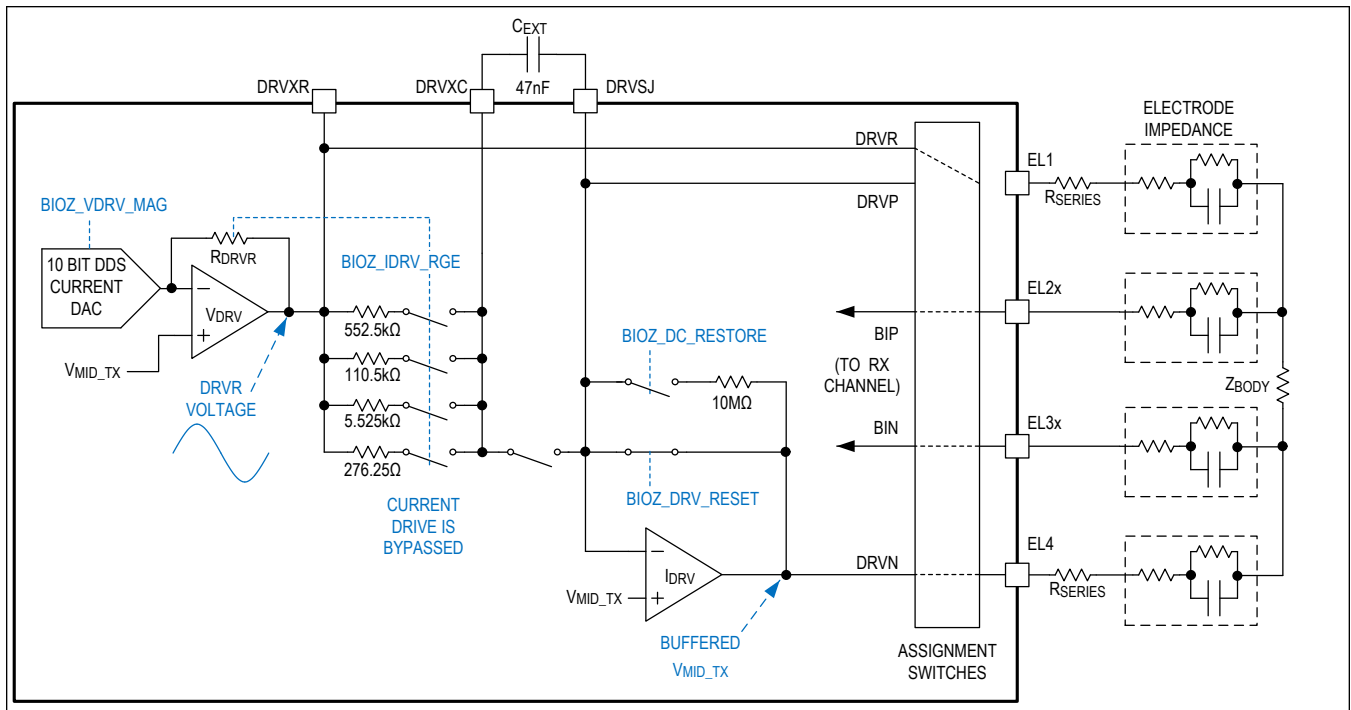 CEXT
47nF
DRVXR
DRVXC
DRVSJ
ELECTRODE
IMPEDANCE
DRVR
EL1
RSERIES
DRVP
BIOZ_VDRV_MAG
10 BIT DDS
CURRENT
DAC
RDRVR
BIOZ_IDRV_RGE
VDRV
VMID_TX
DRVR
VOLTAGE
552.5kΩ
110.5kΩ
5.525kΩ
276.25Ω
CURRENT
DRIVE IS
BYPASSED
BIOZ_DC_RESTORE
10MΩ
BIOZ_DRV_RESET
BIP
(TO RX
CHANNEL)
BIN
EL2x
ZBODY
EL3x
IDRV
VMID_TX
DRVN
EL4
RSERIES
BUFFERED
VMID_TX
ASSIGNMENT
SWITCHES